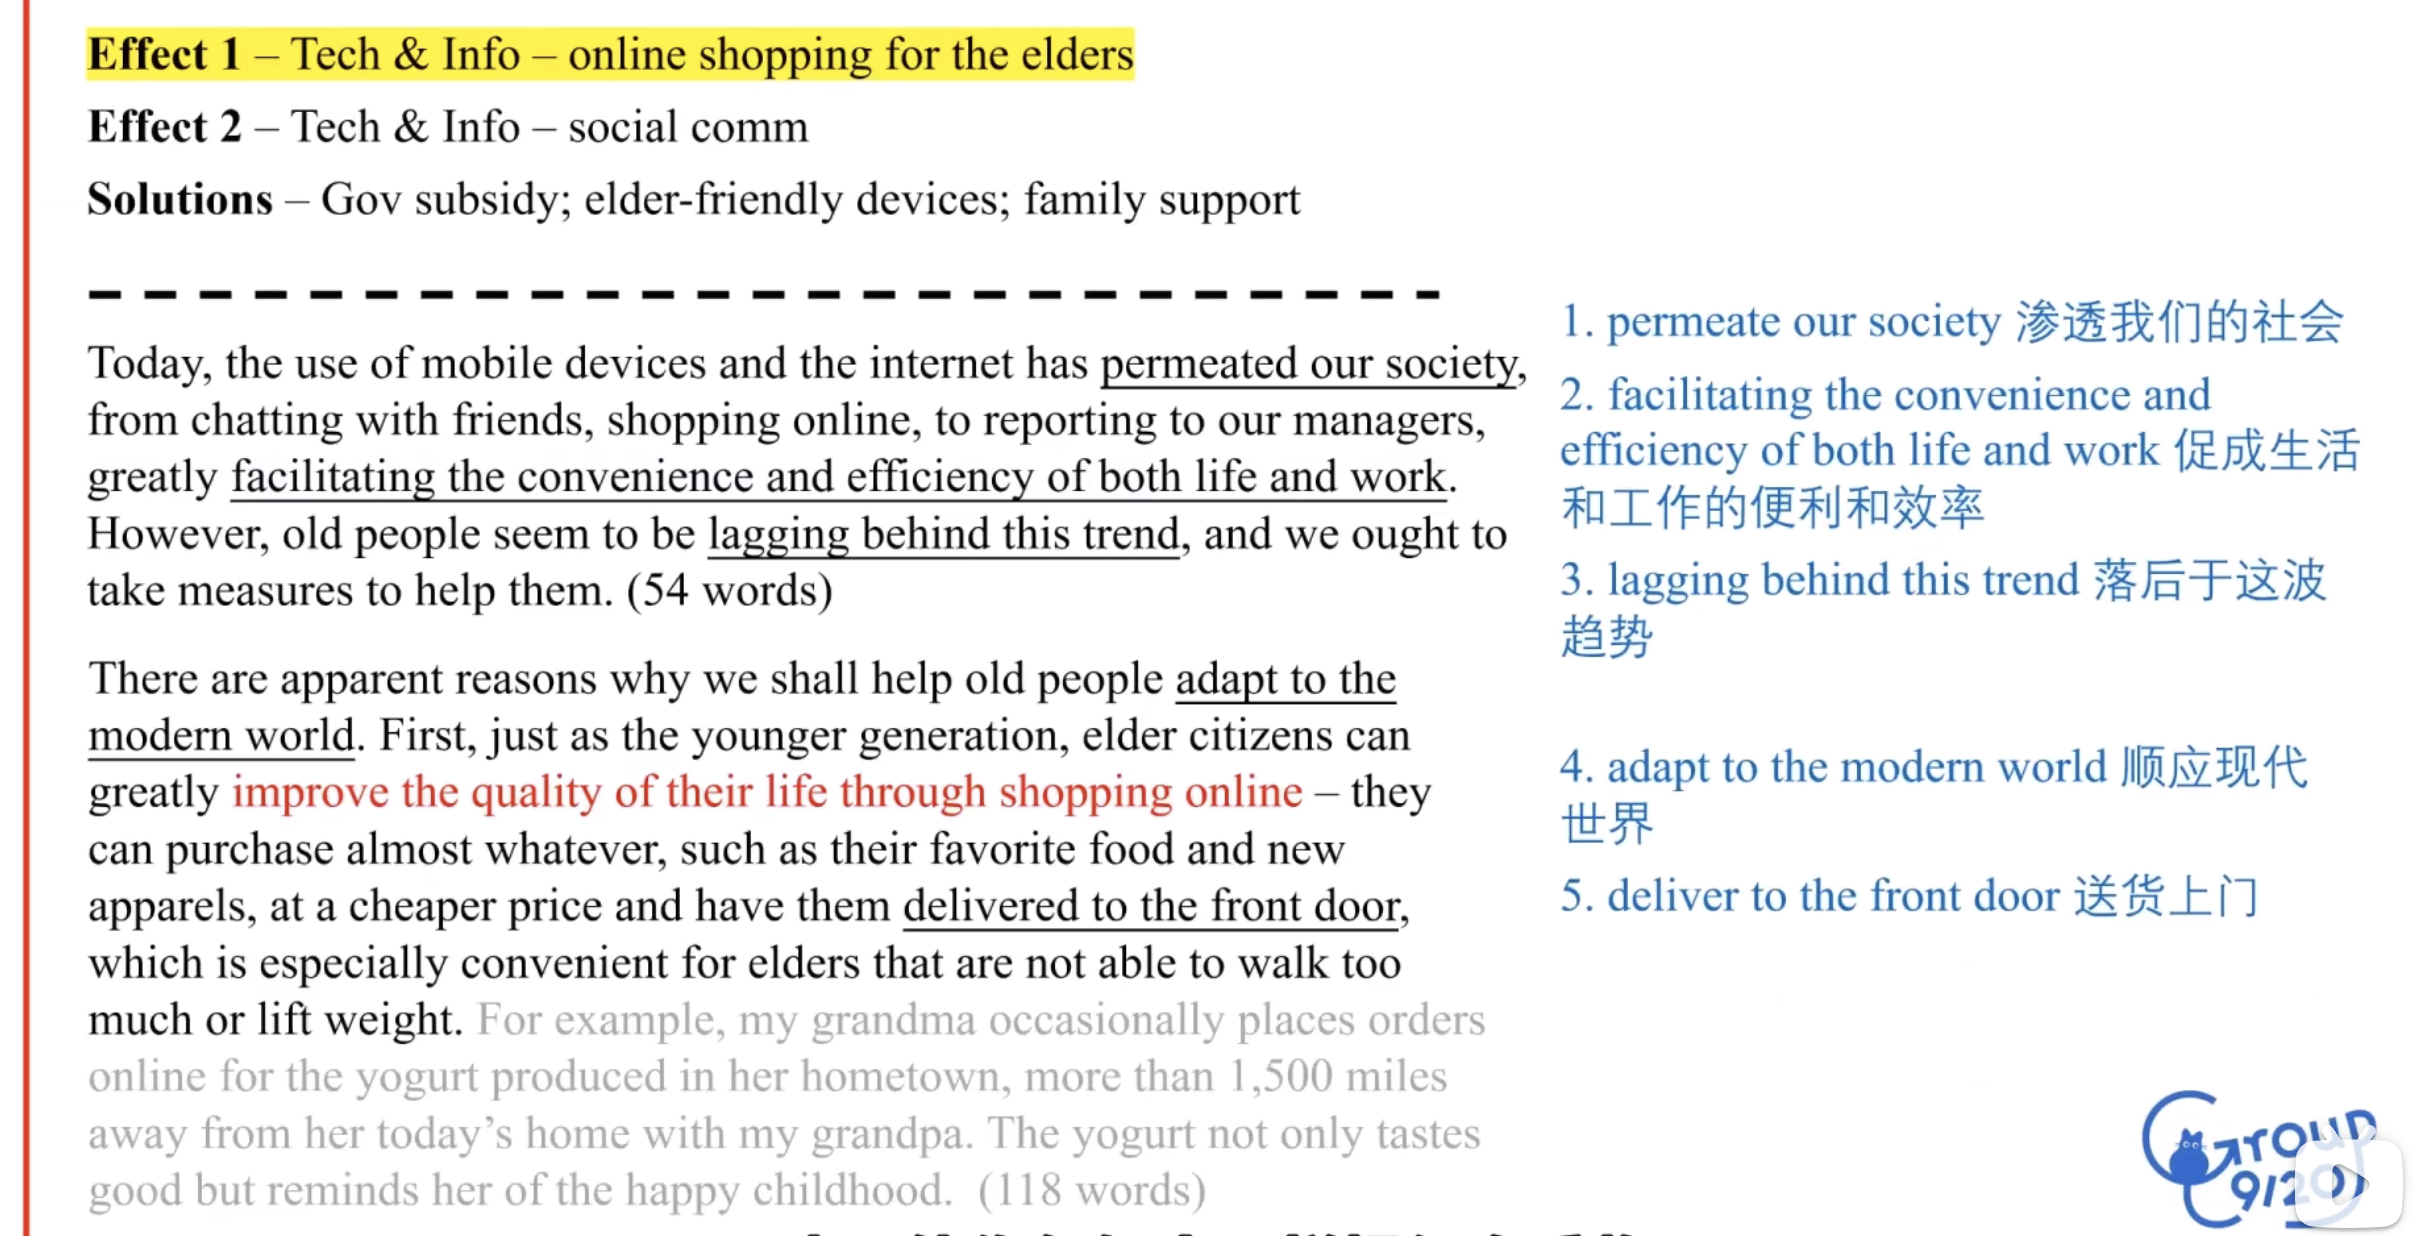 Effect 1 – Tech & Info – online shopping for the elders
Effect 2 – Tech & Info – social comm
Solutions – Gov subsidy; elder-friendly devices; family support
Today, the use of mobile devices and the internet has permeated our society,
from chatting with friends, shopping online, to reporting to our managers,
greatly facilitating the convenience and efficiency of both life and work.
However, old people seem to be lagging behind this trend, and we ought to
take measures to help them. (54 words)
There are apparent reasons why we shall help old people adapt to the
modern world. First, just as the younger generation, elder citizens can
greatly improve the quality of their life through shopping online – they
can purchase almost whatever, such as their favorite food and new
apparels, at a cheaper price and have them delivered to the front door,
which is especially convenient for elders that are not able to walk too
much or lift weight. For example, my grandma occasionally places orders
online for the yogurt produced in her hometown, more than 1,500 miles
away from her today’s home with my grandpa. The yogurt not only tastes
good but reminds her of the happy childhood.  (118 words)
1. permeate our society 渗透我们的社会
2. facilitating the convenience and
efficiency of both life and work 促成生活
和工作的便利和效率
3. lagging behind this trend 落后于这波
趋势
4. adapt to the modern world 顺应现代
世界
5. deliver to the front door 送货上门
Group